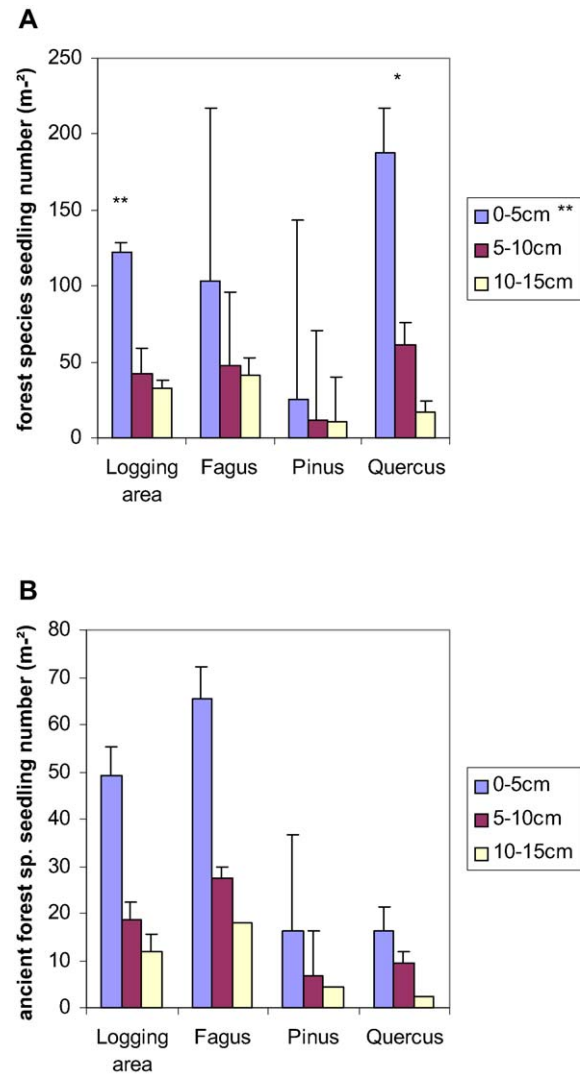 A
forest species seedling number (m-²)
250
200
150
100
50
0
**
*
Logging
area
Fagus
Pinus
Quercus
0-5cm **
5-10cm
10-15cm
B
ancient forest sp. seedling number (m-²)
80
70
60
50
40
30
20
10
0
Logging
area
Fagus
Pinus
Quercus
0-5cm
5-10cm
10-15cm